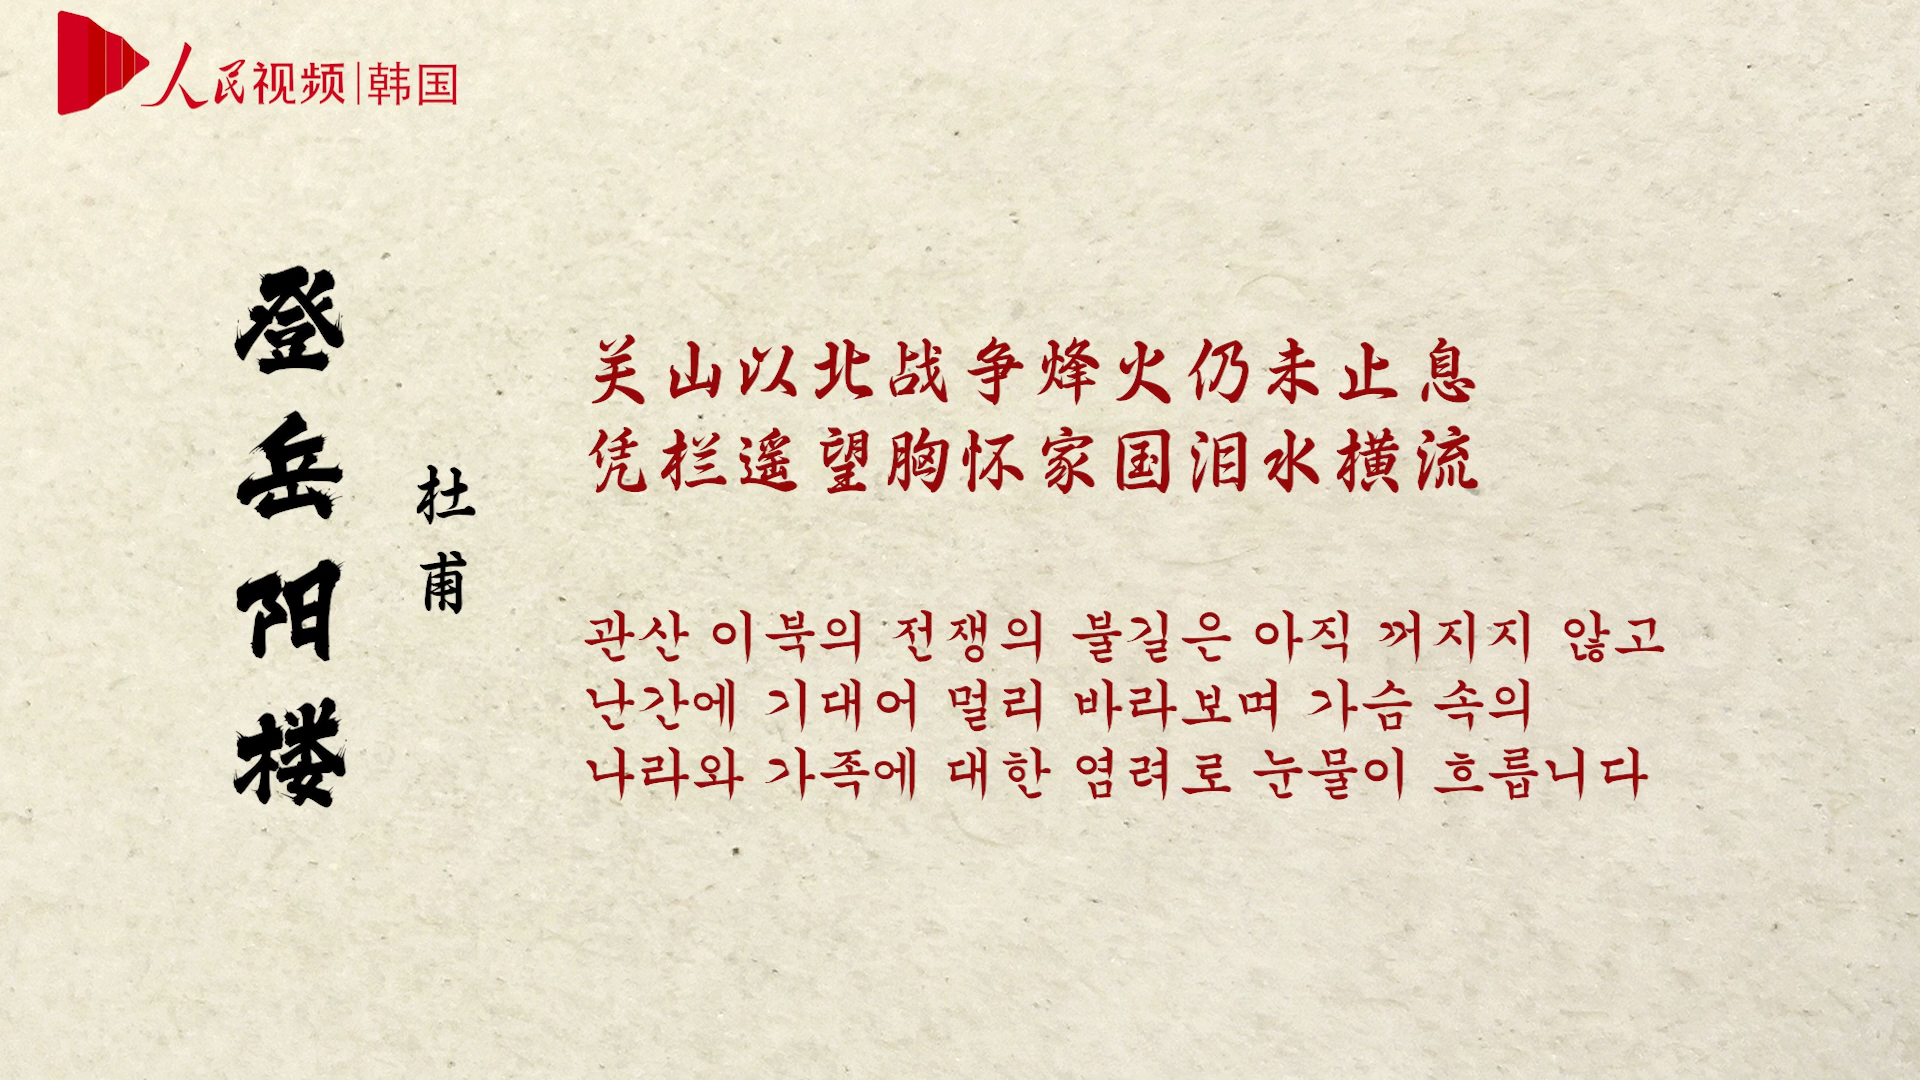 人民视频|韩国
登岳阳楼
杜甫
关山以北战争烽火仍未止息
凭栏遥望胸怀家国泪水横流
관산 이북의 전쟁의 불길은 아직 꺼지지 않고
난간에 기대어 멀리 바라보며 가슴 속의
나라와 가족에 대한 염려로 눈물이 흐릅니다